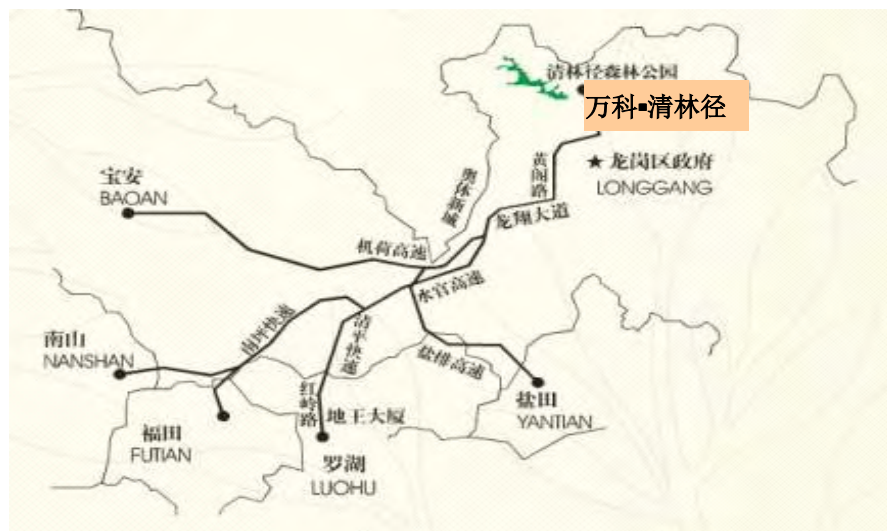 清林径森林公园
万科▪清林径
龙岗区政府
LONGGANG
黄阁路
奥体新城
龙翔大道
宝安
BAOAN
机荷高速
水官高速
南坪快速
清平快速
盐排高速
南山
NANSHAN
红岭路
地王大厦
盐田
YANTIAN
福田
FUTIAN
罗湖
LUOHU